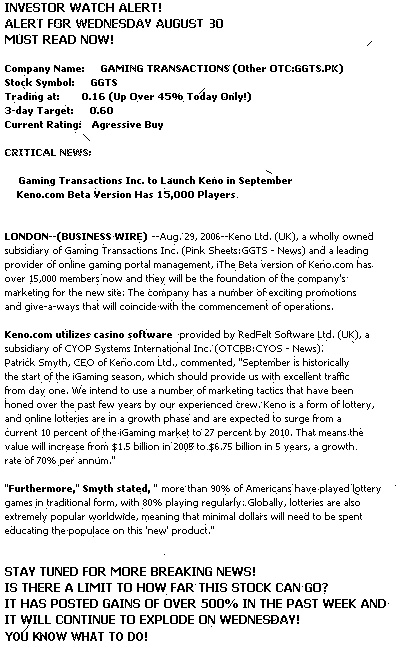 INVESTOR WATCH ALERT!
ALERT FOR WEDNESDAY AUGUST 30
MUST READ NOW!
Company Name: GAMING TRANSACTIONS (Other OTC:GGTS.PK)
Stock Symbol: GGTS
Trading at: 0.16 (Up Over 45% Today Only!)
3-day Target: 0.60
Current Rating: Agressive Buy
CRITICAL NEWS:
Gaming Transactions Inc. to Launch Keno in September
Keno.com Beta Version Has 15,000 Players.
LONDON--(BUSINESS WIRE) --Aug. 29, 2006--Keno Ltd. (UK), a wholly owned
subsidiary of Gaming Transactions Inc. (Pink Sheets:GGTS - News) and a leading
provider of online gaming portal management, iThe Beta version of Keno.com has
over 15,000 members now and they will be the foundation of the company's
marketing for the new site. The company has a number of exciting promotions
and give-a-ways that will coincide with the commencement of operations.
Keno.com utilizes casino software provided by RedFelt Software Ltd. (UK), a
subsidiary of CYOP Systems International Inc. (OTCBB:CYOS - News).
Patrick Smyth, CEO of Keno.com Ltd., commented, "September is historically
the start of the iGaming season, which should provide us with excellent traffic
from day one. We intend to use a number of marketing tactics that have been
honed over the past few years by our experienced crew. Keno is a form of lottery,
and online lotteries are in a growth phase and are expected to surge from a
current 10 percent of the iGaming market to 27 percent by 2010. That means the
value will increase from $1.5 billion in 2005 to $6.75 billion in 5 years, a growth
rate of 70% per annum."
"Furthermore," Smyth stated, " more than 90% of Americans have played lottery
games in traditional form, with 80% playing regularly. Globally, lotteries are also
extremely popular worldwide, meaning that minimal dollars will need to be spent
educating the populace on this 'new' product."
STAY TUNED FOR MORE BREAKING NEWS!
IS THERE A LIMIT TO HOW FAR THIS STOCK CAN GO?
IT HAS POSTED GAINS OF OVER 500% IN THE PAST WEEK AND
IT WILL CONTINUE TO EXPLODE ON WEDNESDAY!
YOU KNOW WHAT TO DO!